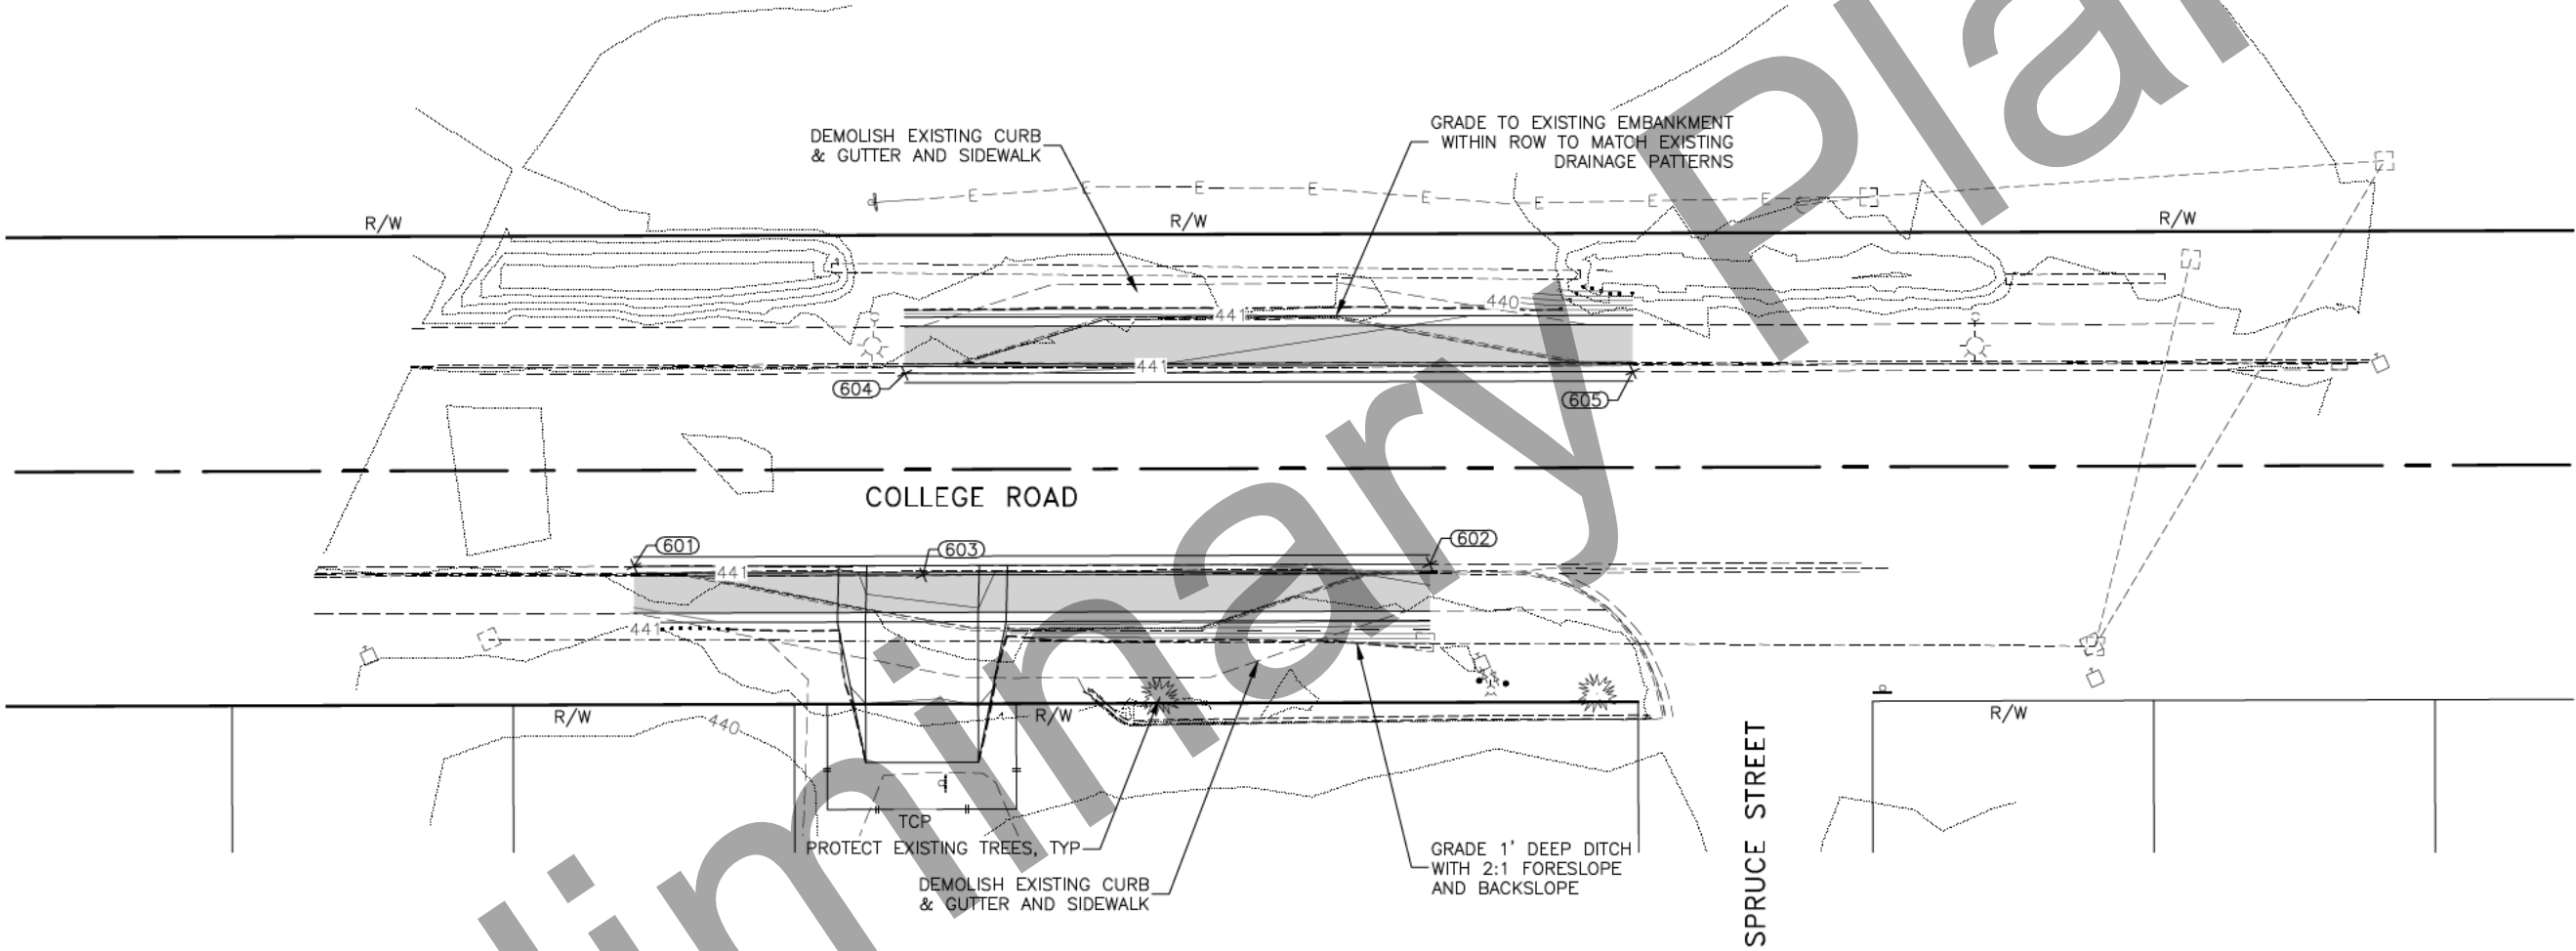 DEMOLISH EXISTING CURB
& GUTTER AND SIDEWALK
GRADE TO EXISTING EMBANKMENT
WITHIN ROW TO MATCH EXISTING
DRAINAGE PATTERNS
E E E E E E E E
R/W
R/W
R/W
440
441
441
604
605
COLLEGE ROAD
601
603
602
441
441
R/W
R/W
R/W
440
TCP
PROTECT EXISTING TREES, TYP
DEMOLISH EXISTING CURB
& GUTTER AND SIDEWALK
GRADE 1' DEEP DITCH
WITH 2:1 FORESLOPE
AND BACKSLOPE
SPRUCE STREET
liminary Pla